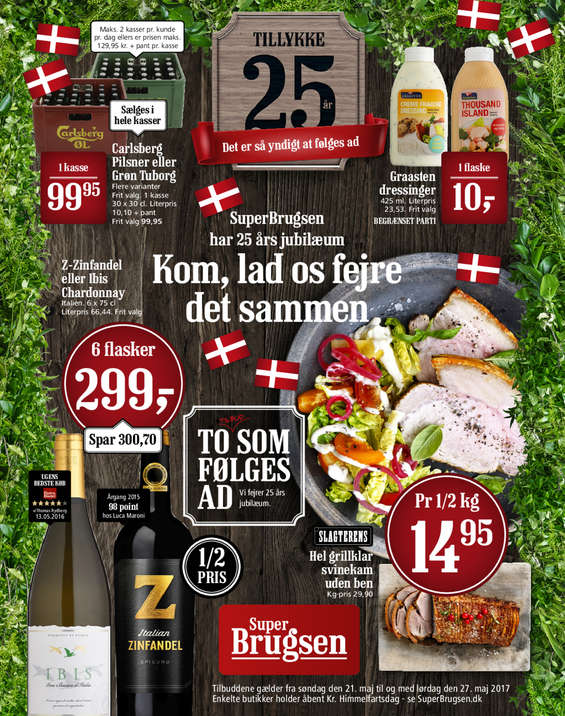 Maks. 2 kasser pr. kunde
pr. dag ellers er prisen maks.
129,95 kr. + pant pr. kasse
Sælges i
hele kasser
Carlsberg
ØL
Carlsberg
Pilsner eller
Grøn Tuborg
Flere varianter
Frit valg. 1 kasse
30 x 30 cl. Literpris
10,10 + pant
Frit valg 99,95
1 kasse
99 95
TILLYKKE
25
år
Det er så yndigt at følges ad
CREME FRAICHE
DRESSING
THOUSAND
ISLAND
Graasten
dressinger
425 ml. Literpris
23,53. Frit valg
BEGRÆNSET PARTI
1 flaske
10,-
SuperBrugsen
har 25 års jubilæum
Kom, lad os fejre
det sammen
Z-Zinfandel
eller Ibis
Chardonnay
Italien. 6 x 75 cl
Literpris 66,44. Frit valg
6 flasker
299,-
Spar 300,70
UGENS
BEDSTE KØB
af Thomas Rydberg
13.05.2016
Årgang 2015
98 point
hos Luca Maroni
TO SOM
FØLGES
AD
Vi fejrer 25 års
jubilæum.
1/2
PRIS
Pr 1/2 kg
14 95
SLAGTERENS
Hel grillklar
svinekam
uden ben
Kg-pris 29,90
IBIS
Z
Italian
ZINFANDEL
Super
Brugsen
Tilbuddene gælder fra søndag den 21. maj til og med lørdag den 27. maj 2017
Enkelte butikker holder åbent Kr. Himmelfartsdag - se SuperBrugsen.dk